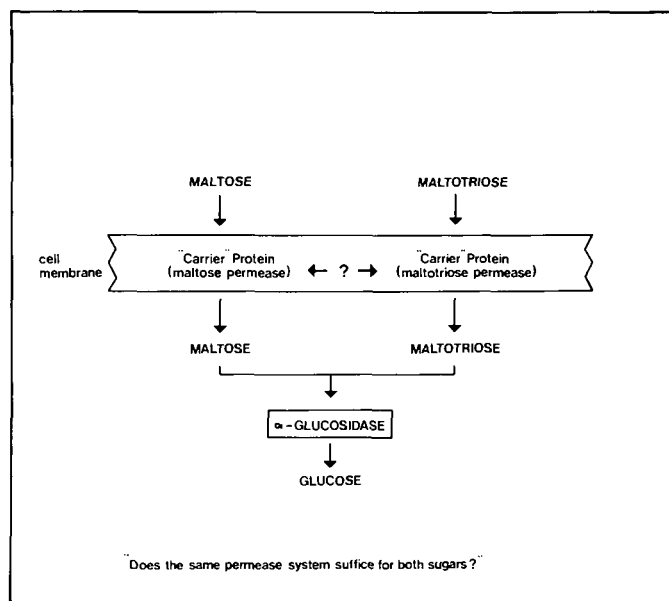 MALTOSE MALTOTRIOSE
cell
membrane
"Carrier" Protein
(maltose permease)
← ? →
"Carrier" Protein
(maltotriose permease)
MALTOSE MALTOTRIOSE
α-GLUCOSIDASE
GLUCOSE
"Does the same permease system suffice for both sugars?"